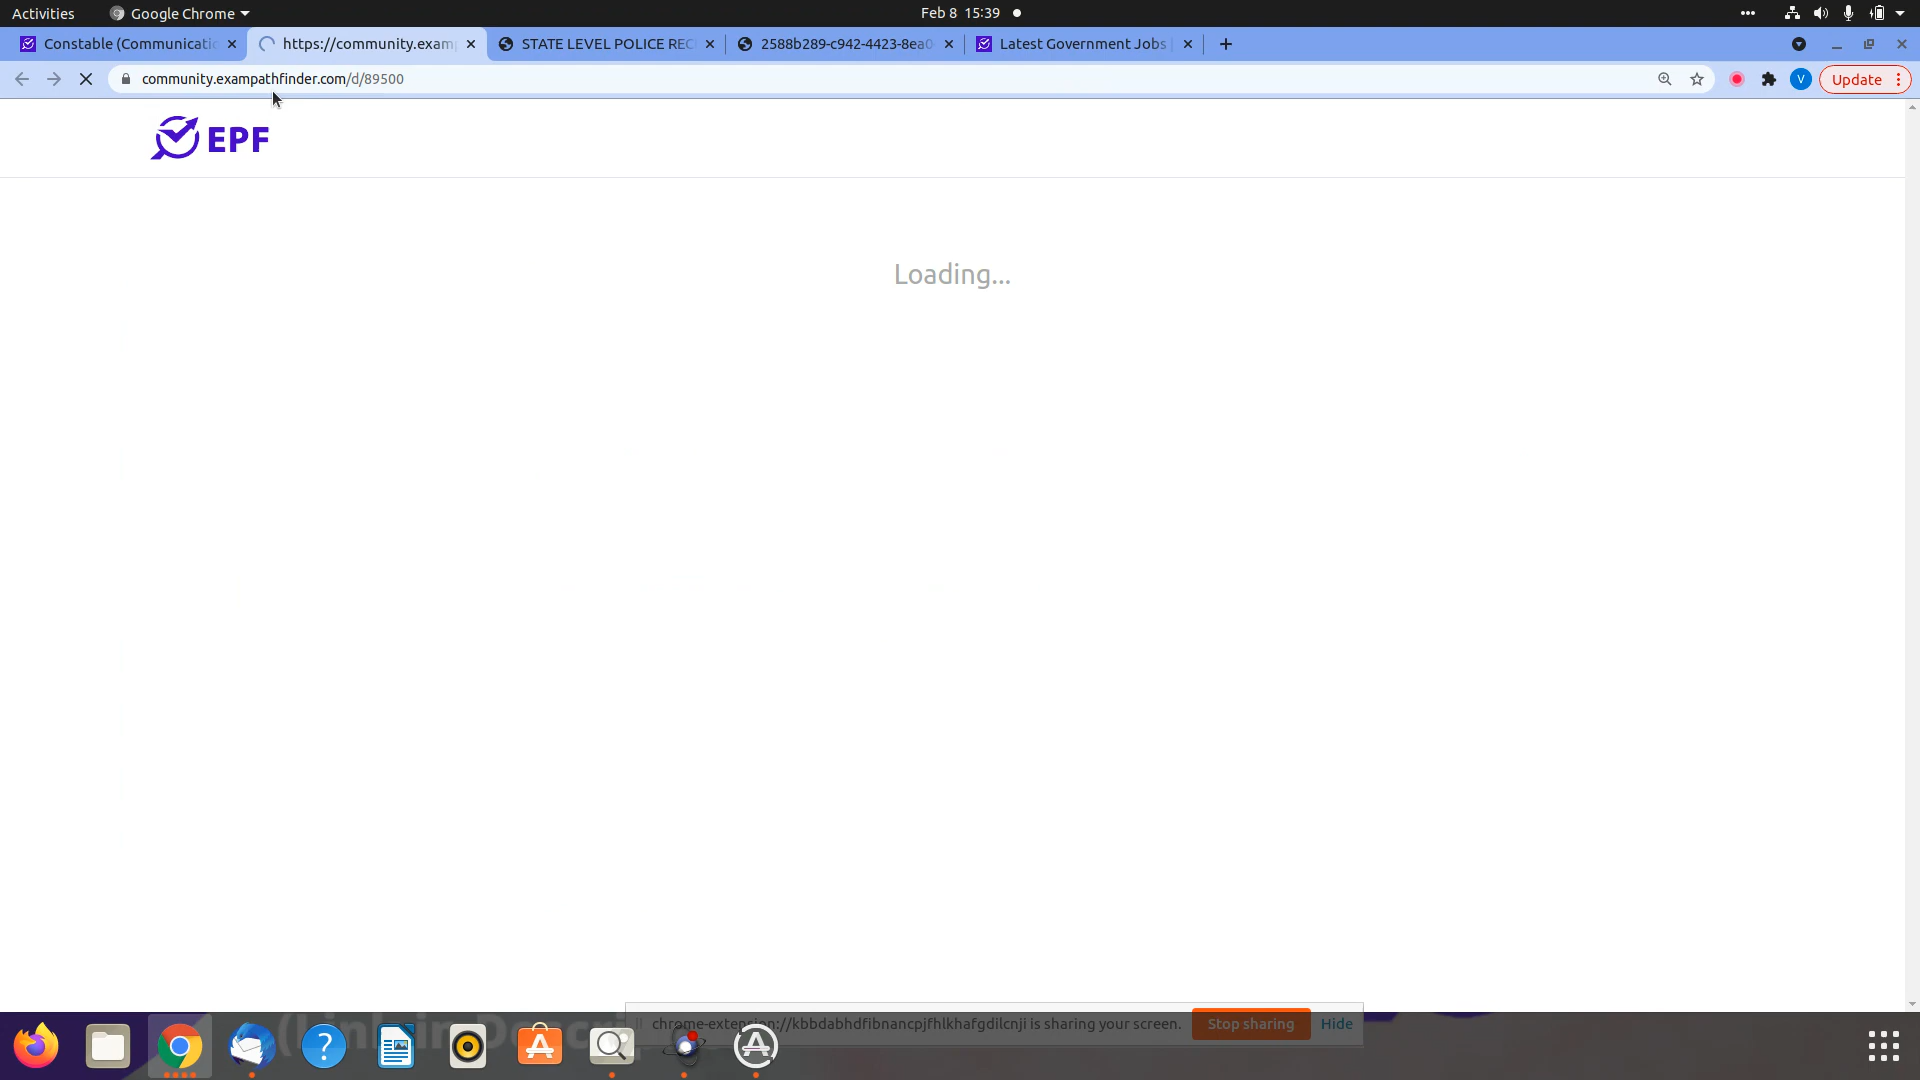 Activities
Google Chrome
Feb 8 15:39
Constable (Communicatio
https://community.exam
STATE LEVEL POLICE REC
2588b289-c942-4423-8ea0
Latest Government Jobs
community.exampathfinder.com/d/89500
V
Update
EPF
Loading...
chrome-extension://kbbdabhdfibnancpjfhlkhafgdilcnji is sharing your screen.
Stop sharing
Hide